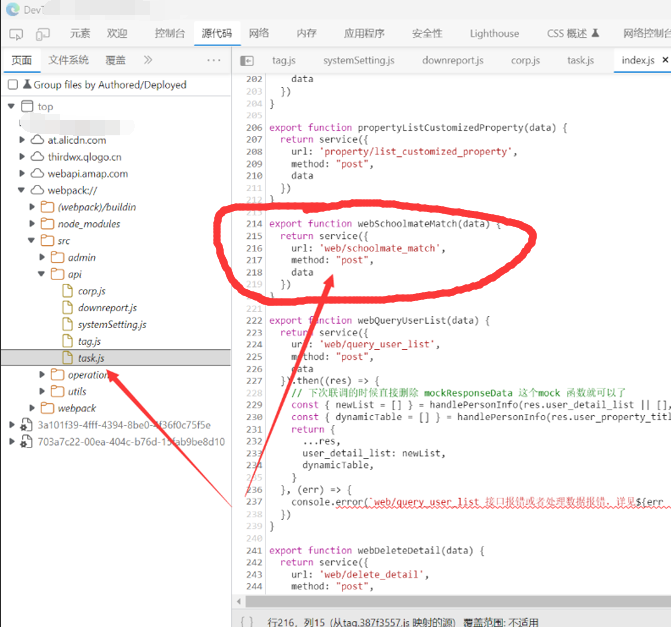 DevT
元素 欢迎 控制台 源代码 网络 内存 应用程序 安全性 Lighthouse CSS 概述 网络控制台
页面 文件系统 覆盖 » ···
tag.js systemSetting.js downreport.js corp.js task.js index.js ×
Group files by Authored/Deployed
top
at.alicdn.com
thirdwx.qlogo.cn
webapi.amap.com
webpack://
(webpack)/buildin
node_modules
src
admin
api
corp.js
downreport.js
systemSetting.js
tag.js
task.js
operation
utils
webpack
3a101f39-4fff-4394-8be0-4f36f0c75f5e
703a7c22-00ea-404c-b76d-15fab9be8d10
202 data
203 })
204 }
205
206 export function propertyListCustomizedProperty(data) {
207 return service({
208 url: 'property/list_customized_property',
209 method: "post",
210 data
211 })
212 }
213
214 export function webSchoolmateMatch(data) {
215 return service({
216 url: 'web/schoolmate_match',
217 method: "post",
218 data
219 })
221
222 export function webQueryUserList(data) {
223 return service({
224 url: 'web/query_user_list',
225 method: "post",
226 data
227 }).then((res) => {
228 // 下次联调的时候直接删除 mockResponseData 这个mock 函数就可以了
229 const { newList = [] } = handlePersonInfo(res.user_detail_list || [],
230 const { dynamicTable = [] } = handlePersonInfo(res.user_property_titl
231 return {
232 ...res,
233 user_detail_list: newList,
234 dynamicTable,
235 }
236 }, (err) => {
237 console.error(`web/query_user_list 接口报错或者处理数据报错，详见${err
238 })
239 }
240
241 export function webDeleteDetail(data) {
242 return service({
243 url: 'web/delete_detail',
244 method: "post",
{ } 行216，列15 (从tag.387f3557.js 映射的源) 覆盖范围: 不适用